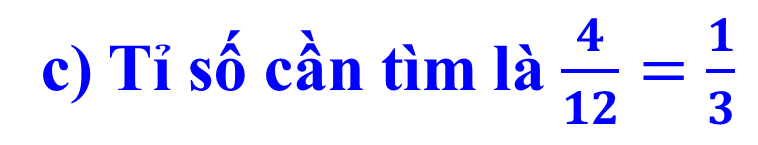 c) Tỉ số cần tìm là 4/12 = 1/3